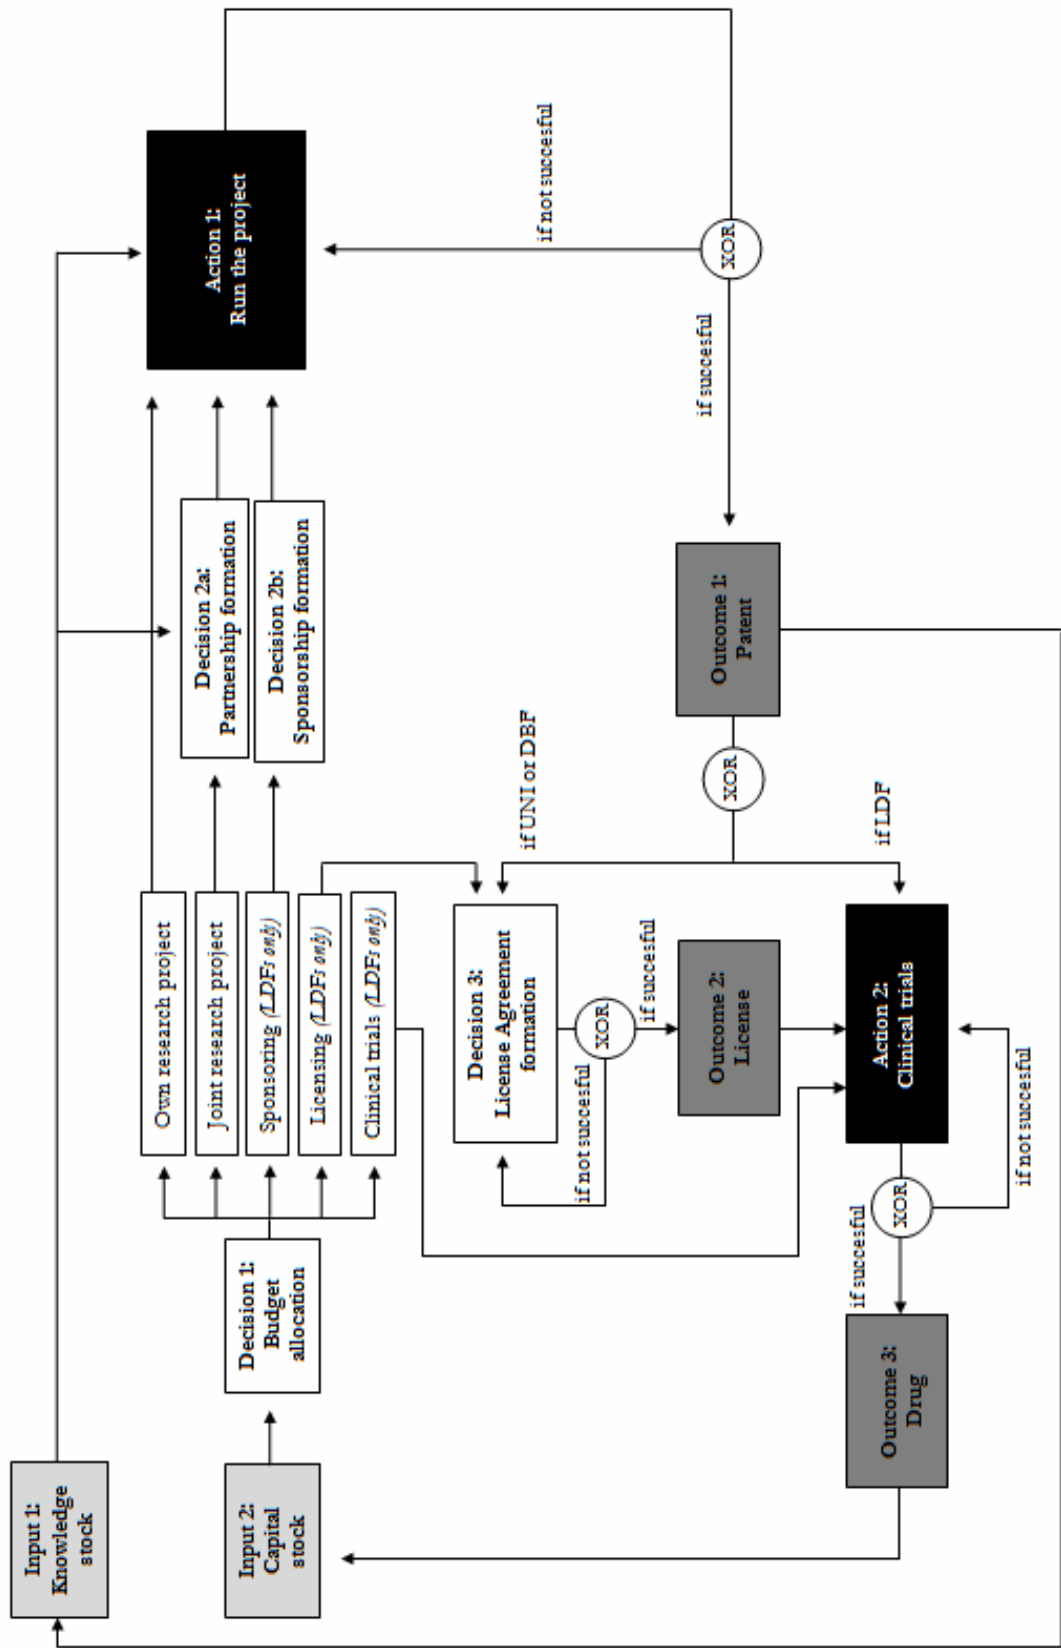 Input 1:
Knowledge
stock
Input 2:
Capital
stock
Decision 1:
Budget
allocation
Own research project
Joint research project
Sponsoring (LDFs only)
Licensing (LDFs only)
Clinical trials (LDFs only)
Decision 2a:
Partnership formation
Decision 2b:
Sponsorship formation
Action 1:
Run the project
if not succesful
XOR
if succesful
Outcome 1:
Patent
XOR
if UNI or DBF
if LDF
Decision 3:
License Agreement
formation
if not succesful
XOR
if succesful
Outcome 2:
License
Action 2:
Clinical trials
if succesful
XOR
if not succesful
Outcome 3:
Drug